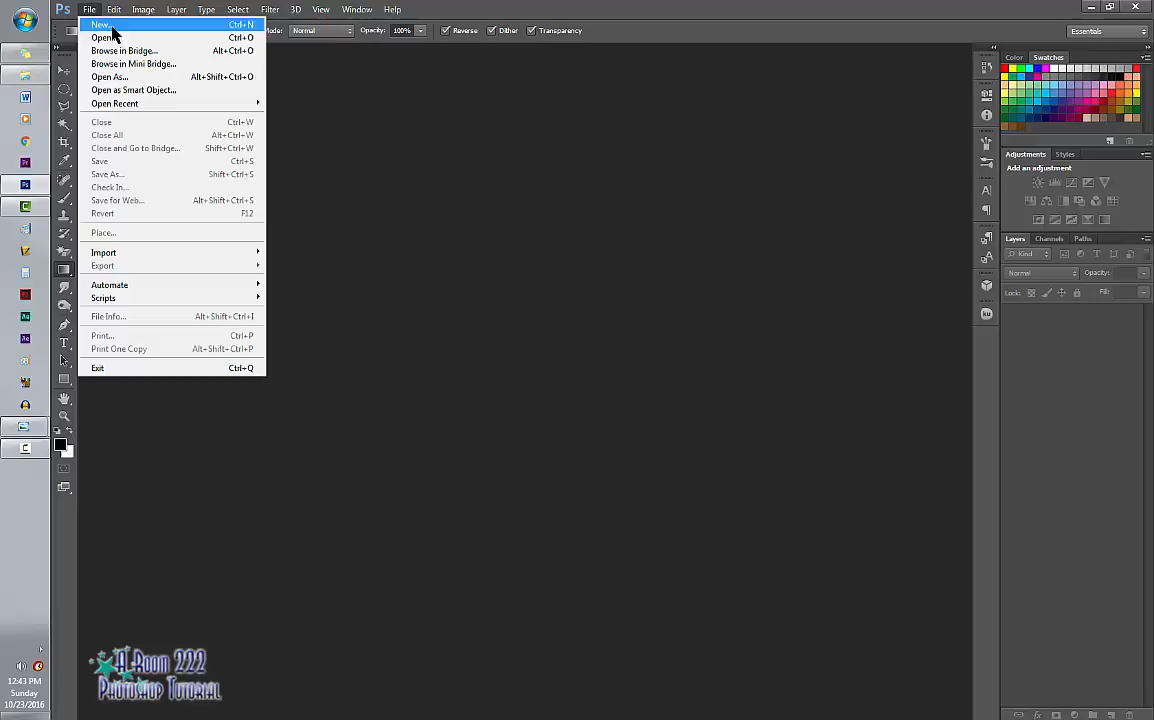 Ps File Edit Image Layer Type Select Filter 3D View Window Help
Mode: Normal Opacity: 100% Reverse Dither Transparency Essentials
New... Ctrl+N
Open Ctrl+O
Browse in Bridge... Alt+Ctrl+O
Browse in Mini Bridge...
Open As... Alt+Shift+Ctrl+O
Open as Smart Object...
Open Recent
Close Ctrl+W
Close All Alt+Ctrl+W
Close and Go to Bridge... Shift+Ctrl+W
Save Ctrl+S
Save As... Shift+Ctrl+S
Check In...
Save for Web... Alt+Shift+Ctrl+S
Revert F12
Place...
Import
Export
Automate
Scripts
File Info... Alt+Shift+Ctrl+I
Print... Ctrl+P
Print One Copy Alt+Shift+Ctrl+P
Exit Ctrl+Q
Color Swatches
Adjustments Styles
Add an adjustment
Layers Channels Paths
Kind
Normal Opacity:
Lock: Fill:
A Room 222
Photoshop Tutorial
12:43 PM
Sunday
10/23/2016